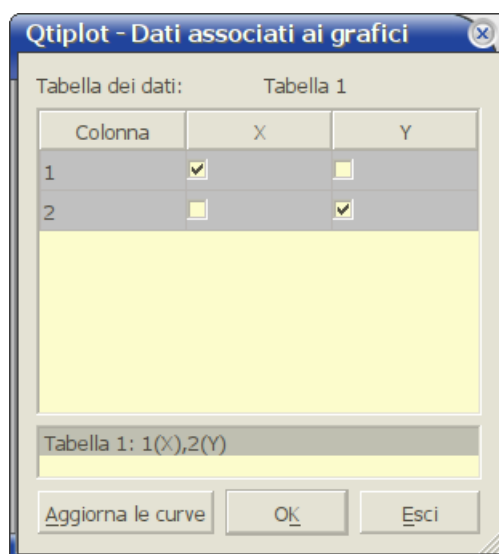 Qtiplot - Dati associati ai grafici
Tabella dei dati: Tabella 1
Colonna X Y
1
2
Tabella 1: 1(X),2(Y)
Aggiorna le curve OK Esci